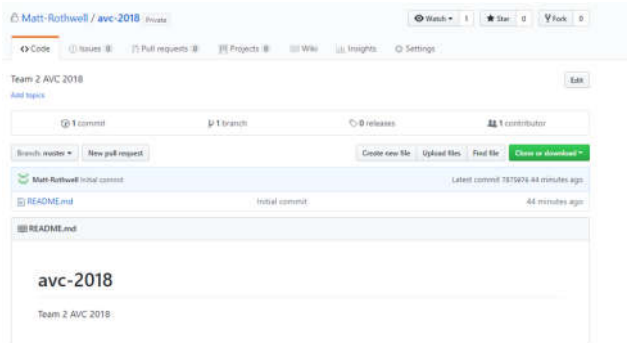 Matt-Rothwell / avc-2018 Private
Watch 1 Star 0 Fork 0
Code Issues 0 Pull requests 0 Projects 0 Wiki Insights Settings
Team 2 AVC 2018
Edit
Add topics
1 commit 1 branch 0 releases 1 contributor
Branch: master New pull request Create new file Upload files Find file Clone or download
Matt-Rothwell Initial commit Latest commit 44 minutes ago
README.md Initial commit 44 minutes ago
README.md
avc-2018
Team 2 AVC 2018